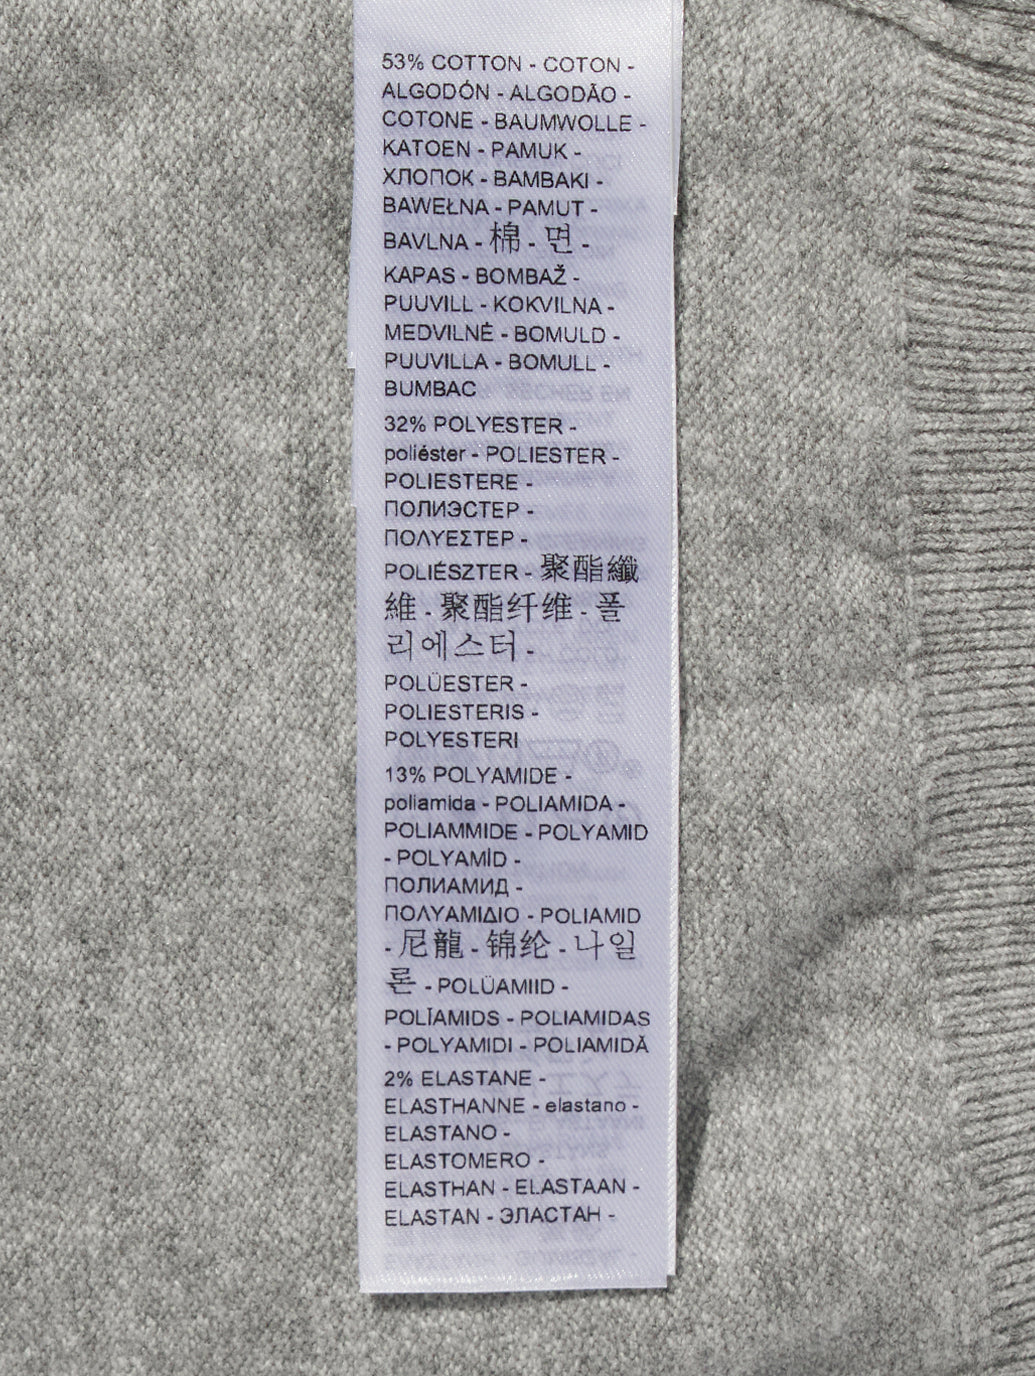 53% COTTON - COTON -
ALGODÓN - ALGODÃO -
COTONE - BAUMWOLLE -
KATOEN - PAMUK -
ХЛОПОК - BAMBAKI -
BAWEŁNA - PAMUT -
BAVLNA - 棉 - 면 -
KAPAS - BOMBAŽ -
PUUVILL - KOKVILNA -
MEDVILNĖ - BOMULD -
PUUVILLA - BOMULL -
BUMBAC
32% POLYESTER -
poliéster - POLIESTER -
POLIESTERE -
ПОЛИЭСТЕР -
ΠΟΛΥΕΣΤΕΡ -
POLIÉSZTER - 聚酯纖
維 - 聚酯纤维 - 폴
리에스터 -
POLÜESTER -
POLIESTERIS -
POLYESTERI
13% POLYAMIDE -
poliamida - POLIAMIDA -
POLIAMMIDE - POLYAMID
- POLYAMİD -
ПОЛИАМИД -
ΠΟΛΥΑΜΙΔΙΟ - POLIAMID
- 尼龍 - 锦纶 - 나일
론 - POLÜAMIID -
POLĪAMIDS - POLIAMIDAS
- POLYAMIDI - POLIAMIDĂ
2% ELASTANE -
ELASTHANNE - elastano -
ELASTANO -
ELASTOMERO -
ELASTHAN - ELASTAAN -
ELASTAN - ЭЛАСТАН -